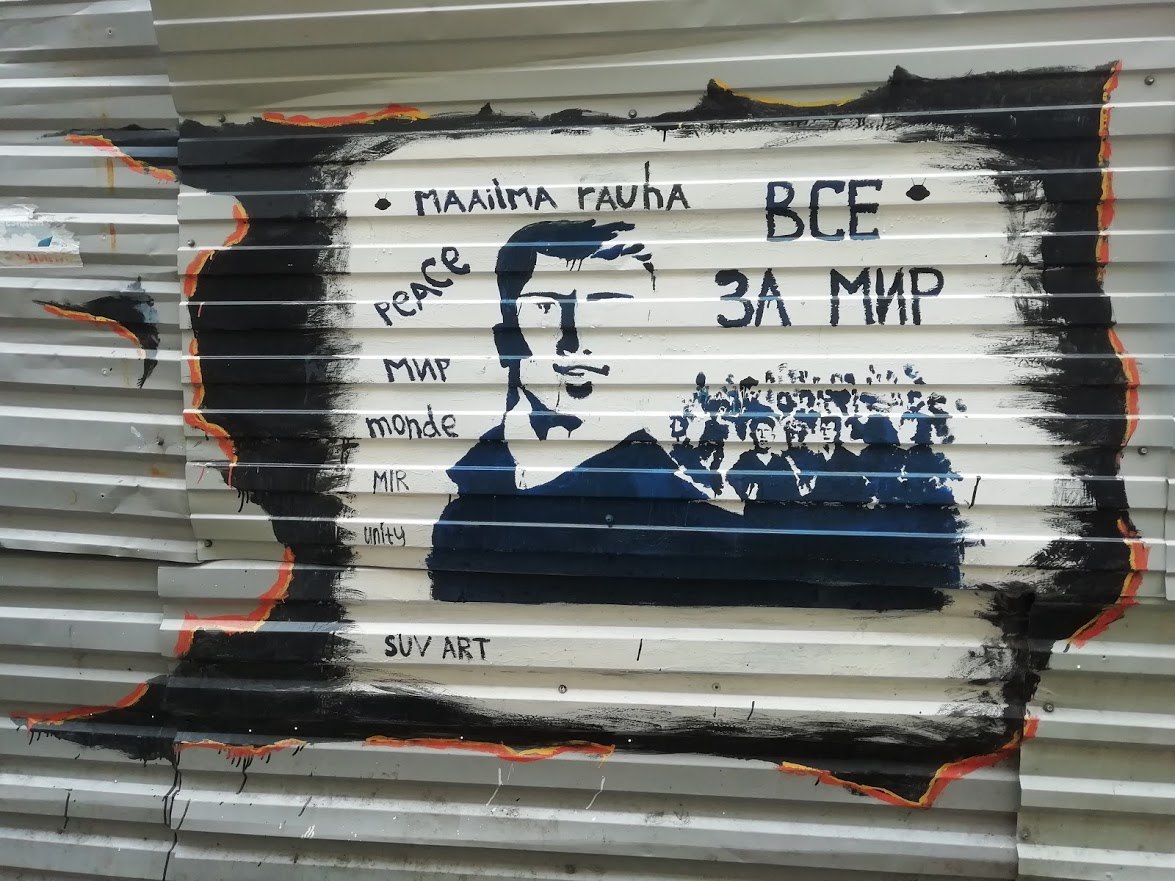 MAAilMA rAUhA
ВСЕ
ЗА МИР
PeACe
Мир
monde
MIR
unity
SUV ART